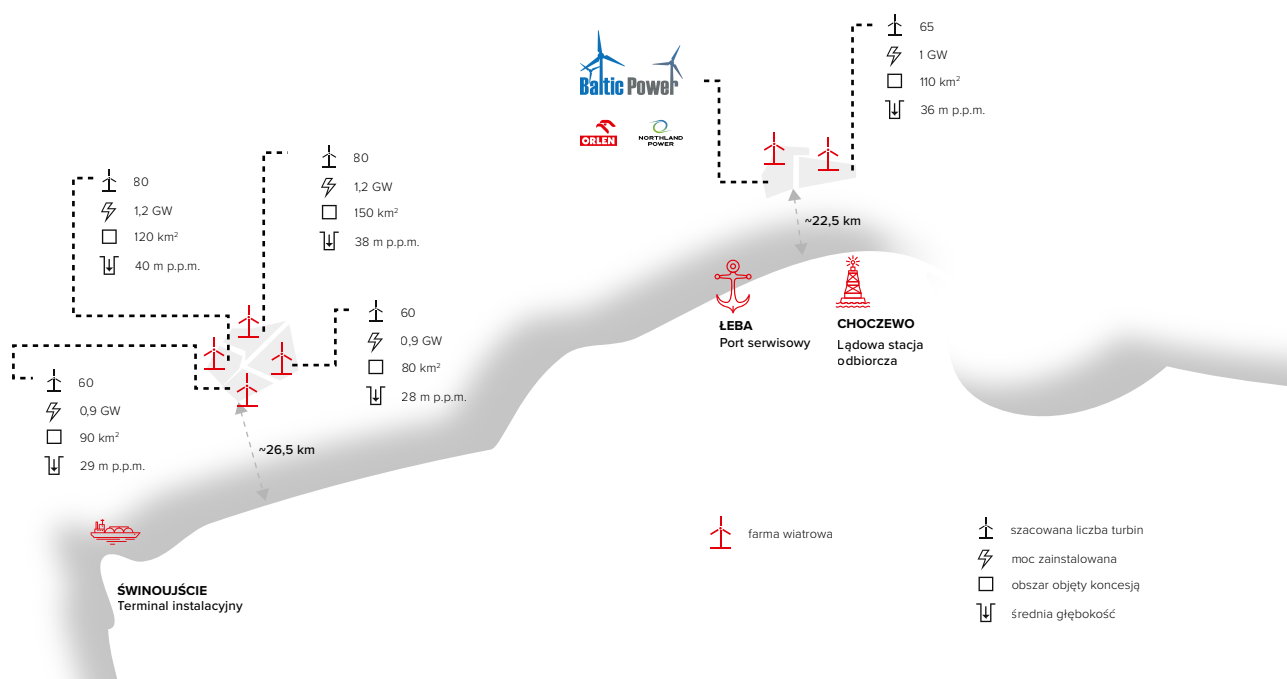 65
1 GW
110 km²
36 m p.p.m.
Baltic Power
ORLEN
NORTHLAND
POWER
80
1,2 GW
150 km²
38 m p.p.m.
80
1,2 GW
120 km²
40 m p.p.m.
~22,5 km
ŁEBA
Port serwisowy
CHOCZEWO
Lądowa stacja
odbiorcza
60
0,9 GW
80 km²
28 m p.p.m.
60
0,9 GW
90 km²
29 m p.p.m.
~26,5 km
ŚWINOUJŚCIE
Terminal instalacyjny
farma wiatrowa
szacowana liczba turbin
moc zainstalowana
obszar objęty koncesją
średnia głębokość